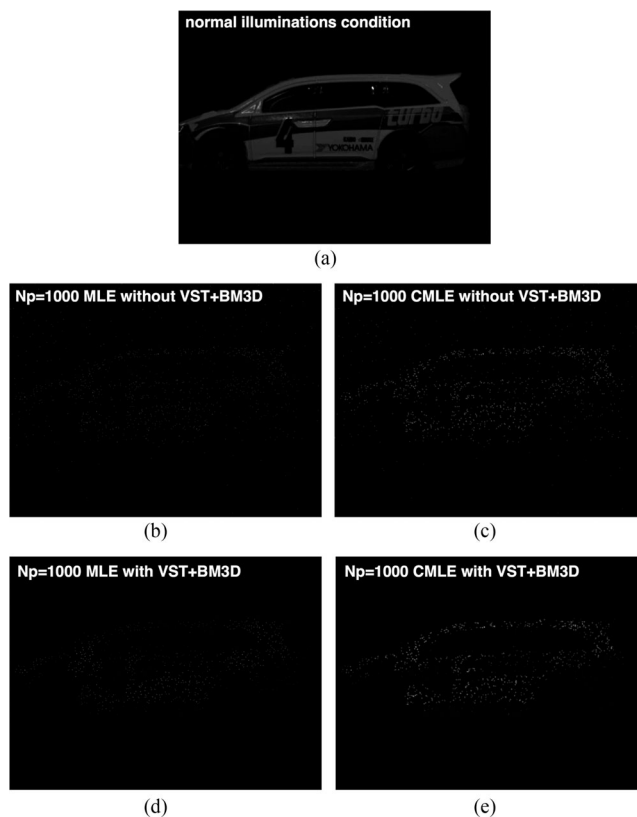 normal illuminations condition
turbo
4
YOKOHAMA
(a)
Np=1000 MLE without VST+BM3D
Np=1000 CMLE without VST+BM3D
(b)
(c)
Np=1000 MLE with VST+BM3D
Np=1000 CMLE with VST+BM3D
(d)
(e)